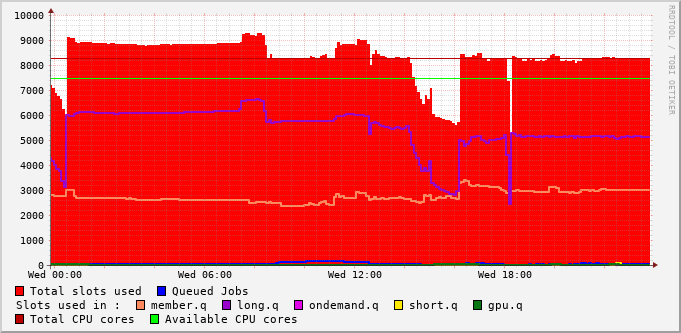 10000
9000
8000
7000
6000
5000
4000
3000
2000
1000
0
Wed 00:00 Wed 06:00 Wed 12:00 Wed 18:00
Total slots used Queued Jobs
Slots used in : member.q long.q ondemand.q short.q gpu.q
Total CPU cores Available CPU cores
RRDTOOL / TOBI OETIKER